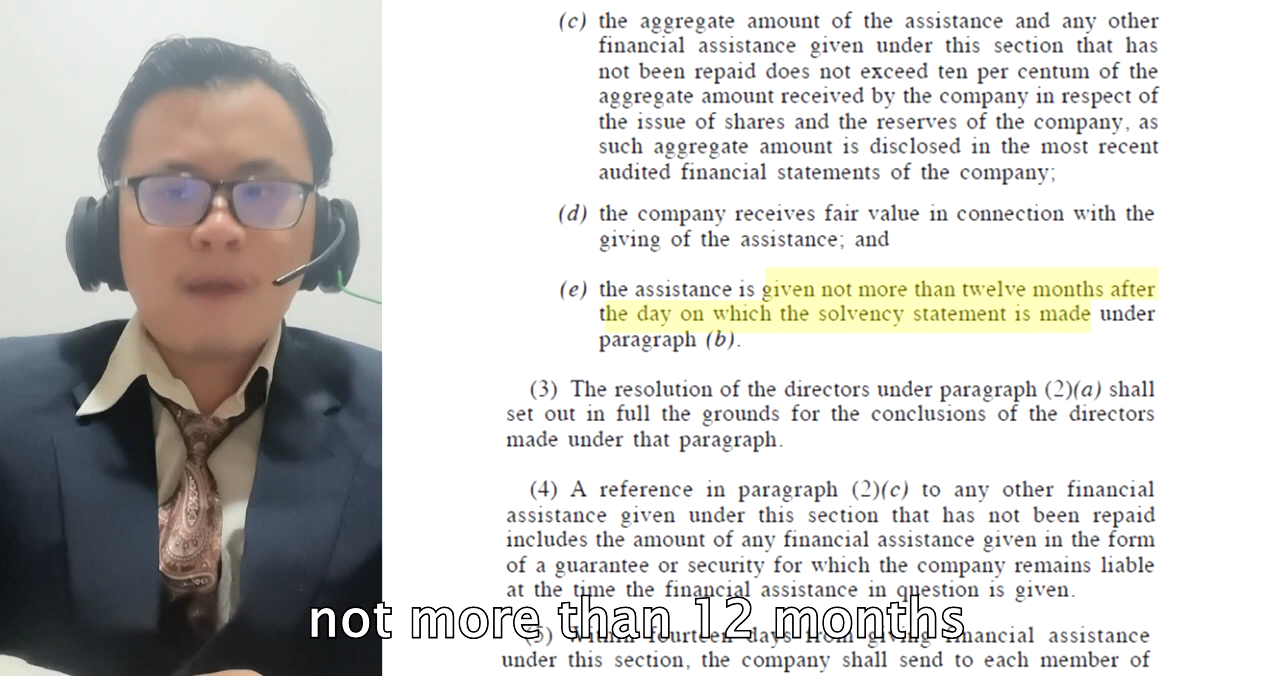 (c) the aggregate amount of the assistance and any other
financial assistance given under this section that has
not been repaid does not exceed ten per centum of the
aggregate amount received by the company in respect of
the issue of shares and the reserves of the company, as
such aggregate amount is disclosed in the most recent
audited financial statements of the company;
(d) the company receives fair value in connection with the
giving of the assistance; and
(e) the assistance is given not more than twelve months after
the day on which the solvency statement is made under
paragraph (b).
(3) The resolution of the directors under paragraph (2)(a) shall
set out in full the grounds for the conclusions of the directors
made under that paragraph.
(4) A reference in paragraph (2)(c) to any other financial
assistance given under this section that has not been repaid
includes the amount of any financial assistance given in the form
of a guarantee or security for which the company remains liable
at the time the financial assistance in question is given.
not more than 12 months
(5) Within fourteen days from giving financial assistance
under this section, the company shall send to each member of